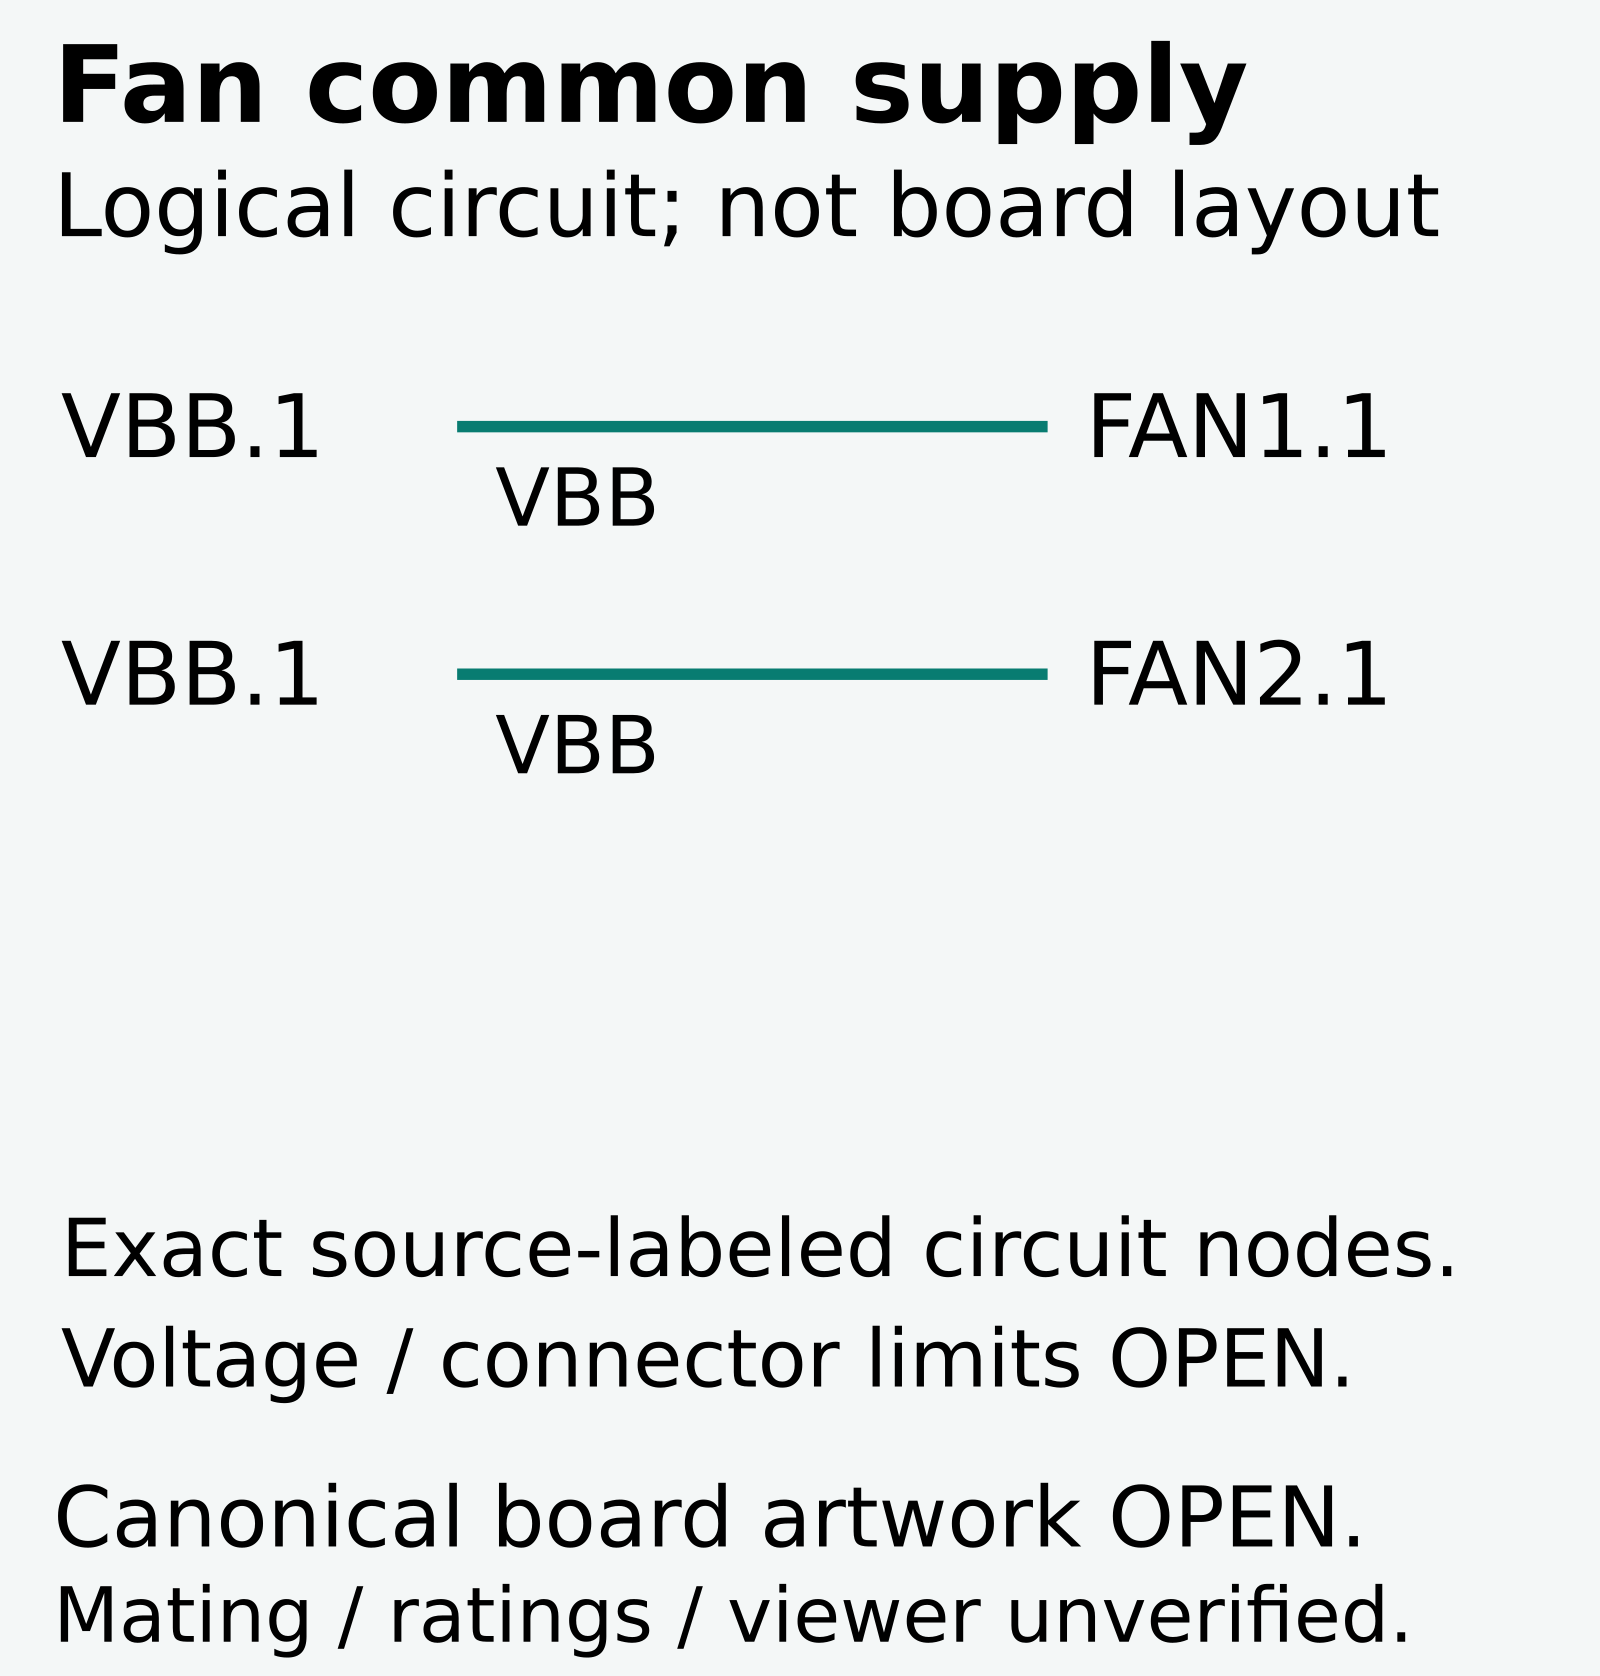 Fan common supply
Logical circuit; not board layout
VBB.1 FAN1.1
VBB
VBB.1 FAN2.1
VBB
Exact source-labeled circuit nodes.
Voltage / connector limits OPEN.
Canonical board artwork OPEN.
Mating / ratings / viewer unverified.